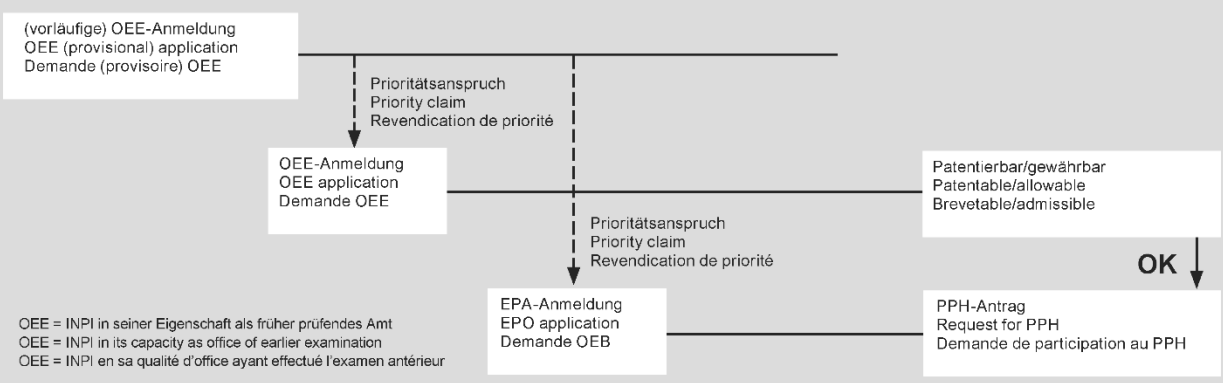 (vorläufige) OEE-Anmeldung
OEE (provisional) application
Demande (provisoire) OEE
Prioritätsanspruch
Priority claim
Revendication de priorité
OEE-Anmeldung
OEE application
Demande OEE
Patentierbar/gewährbar
Patentable/allowable
Brevetable/admissible
Prioritätsanspruch
Priority claim
Revendication de priorité
OK
EPA-Anmeldung
EPO application
Demande OEB
PPH-Antrag
Request for PPH
Demande de participation au PPH
OEE = INPI in seiner Eigenschaft als früher prüfendes Amt
OEE = INPI in its capacity as office of earlier examination
OEE = INPI en sa qualité d'office ayant effectué l'examen antérieur